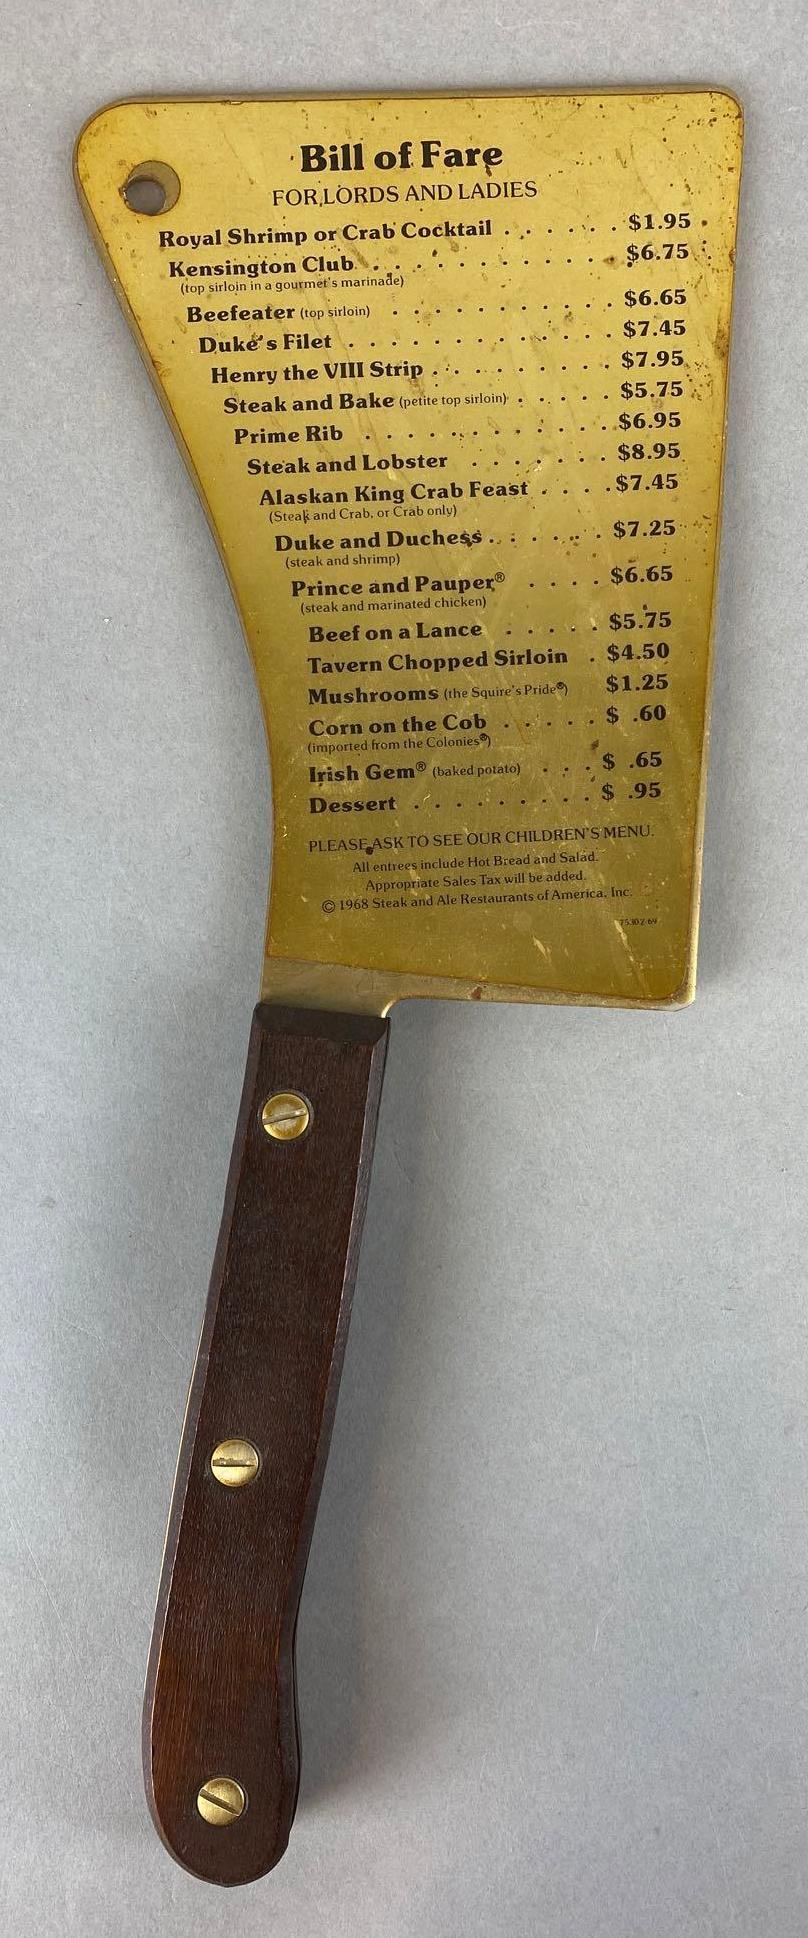 Bill of Fare
FOR LORDS AND LADIES
Royal Shrimp or Crab Cocktail . . . . . . $1.95
Kensington Club . . . . . . . . . . . . $6.75
(top sirloin in a gourmet's marinade)
Beefeater (top sirloin) . . . . . . . . . . . $6.65
Duke's Filet . . . . . . . . . . . . . $7.45
Henry the VIII Strip . . . . . . . . . $7.95
Steak and Bake (petite top sirloin) . . . . . $5.75
Prime Rib . . . . . . . . . . . . $6.95
Steak and Lobster . . . . . . . $8.95
Alaskan King Crab Feast . . . . $7.45
(Steak and Crab, or Crab only)
Duke and Duchess . . . . . . $7.25
(steak and shrimp)
Prince and Pauper® . . . . $6.65
(steak and marinated chicken)
Beef on a Lance . . . . . $5.75
Tavern Chopped Sirloin . $4.50
Mushrooms (the Squire's Pride®) $1.25
Corn on the Cob . . . . . $ .60
(imported from the Colonies®)
Irish Gem® (baked potato) . . . $ .65
Dessert . . . . . . . . . $ .95
PLEASE ASK TO SEE OUR CHILDREN'S MENU.
All entrees include Hot Bread and Salad.
Appropriate Sales Tax will be added.
© 1968 Steak and Ale Restaurants of America, Inc.